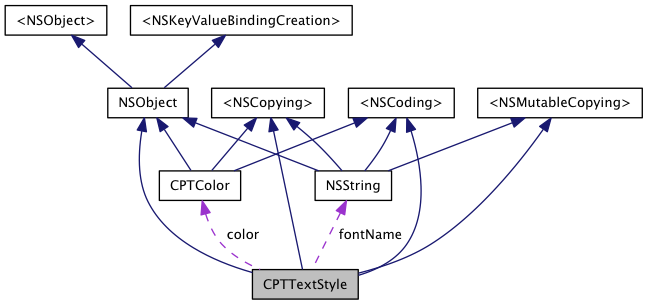 <NSObject>
<NSKeyValueBindingCreation>
NSObject
<NSCopying>
<NSCoding>
<NSMutableCopying>
CPTColor
NSString
color
fontName
CPTTextStyle